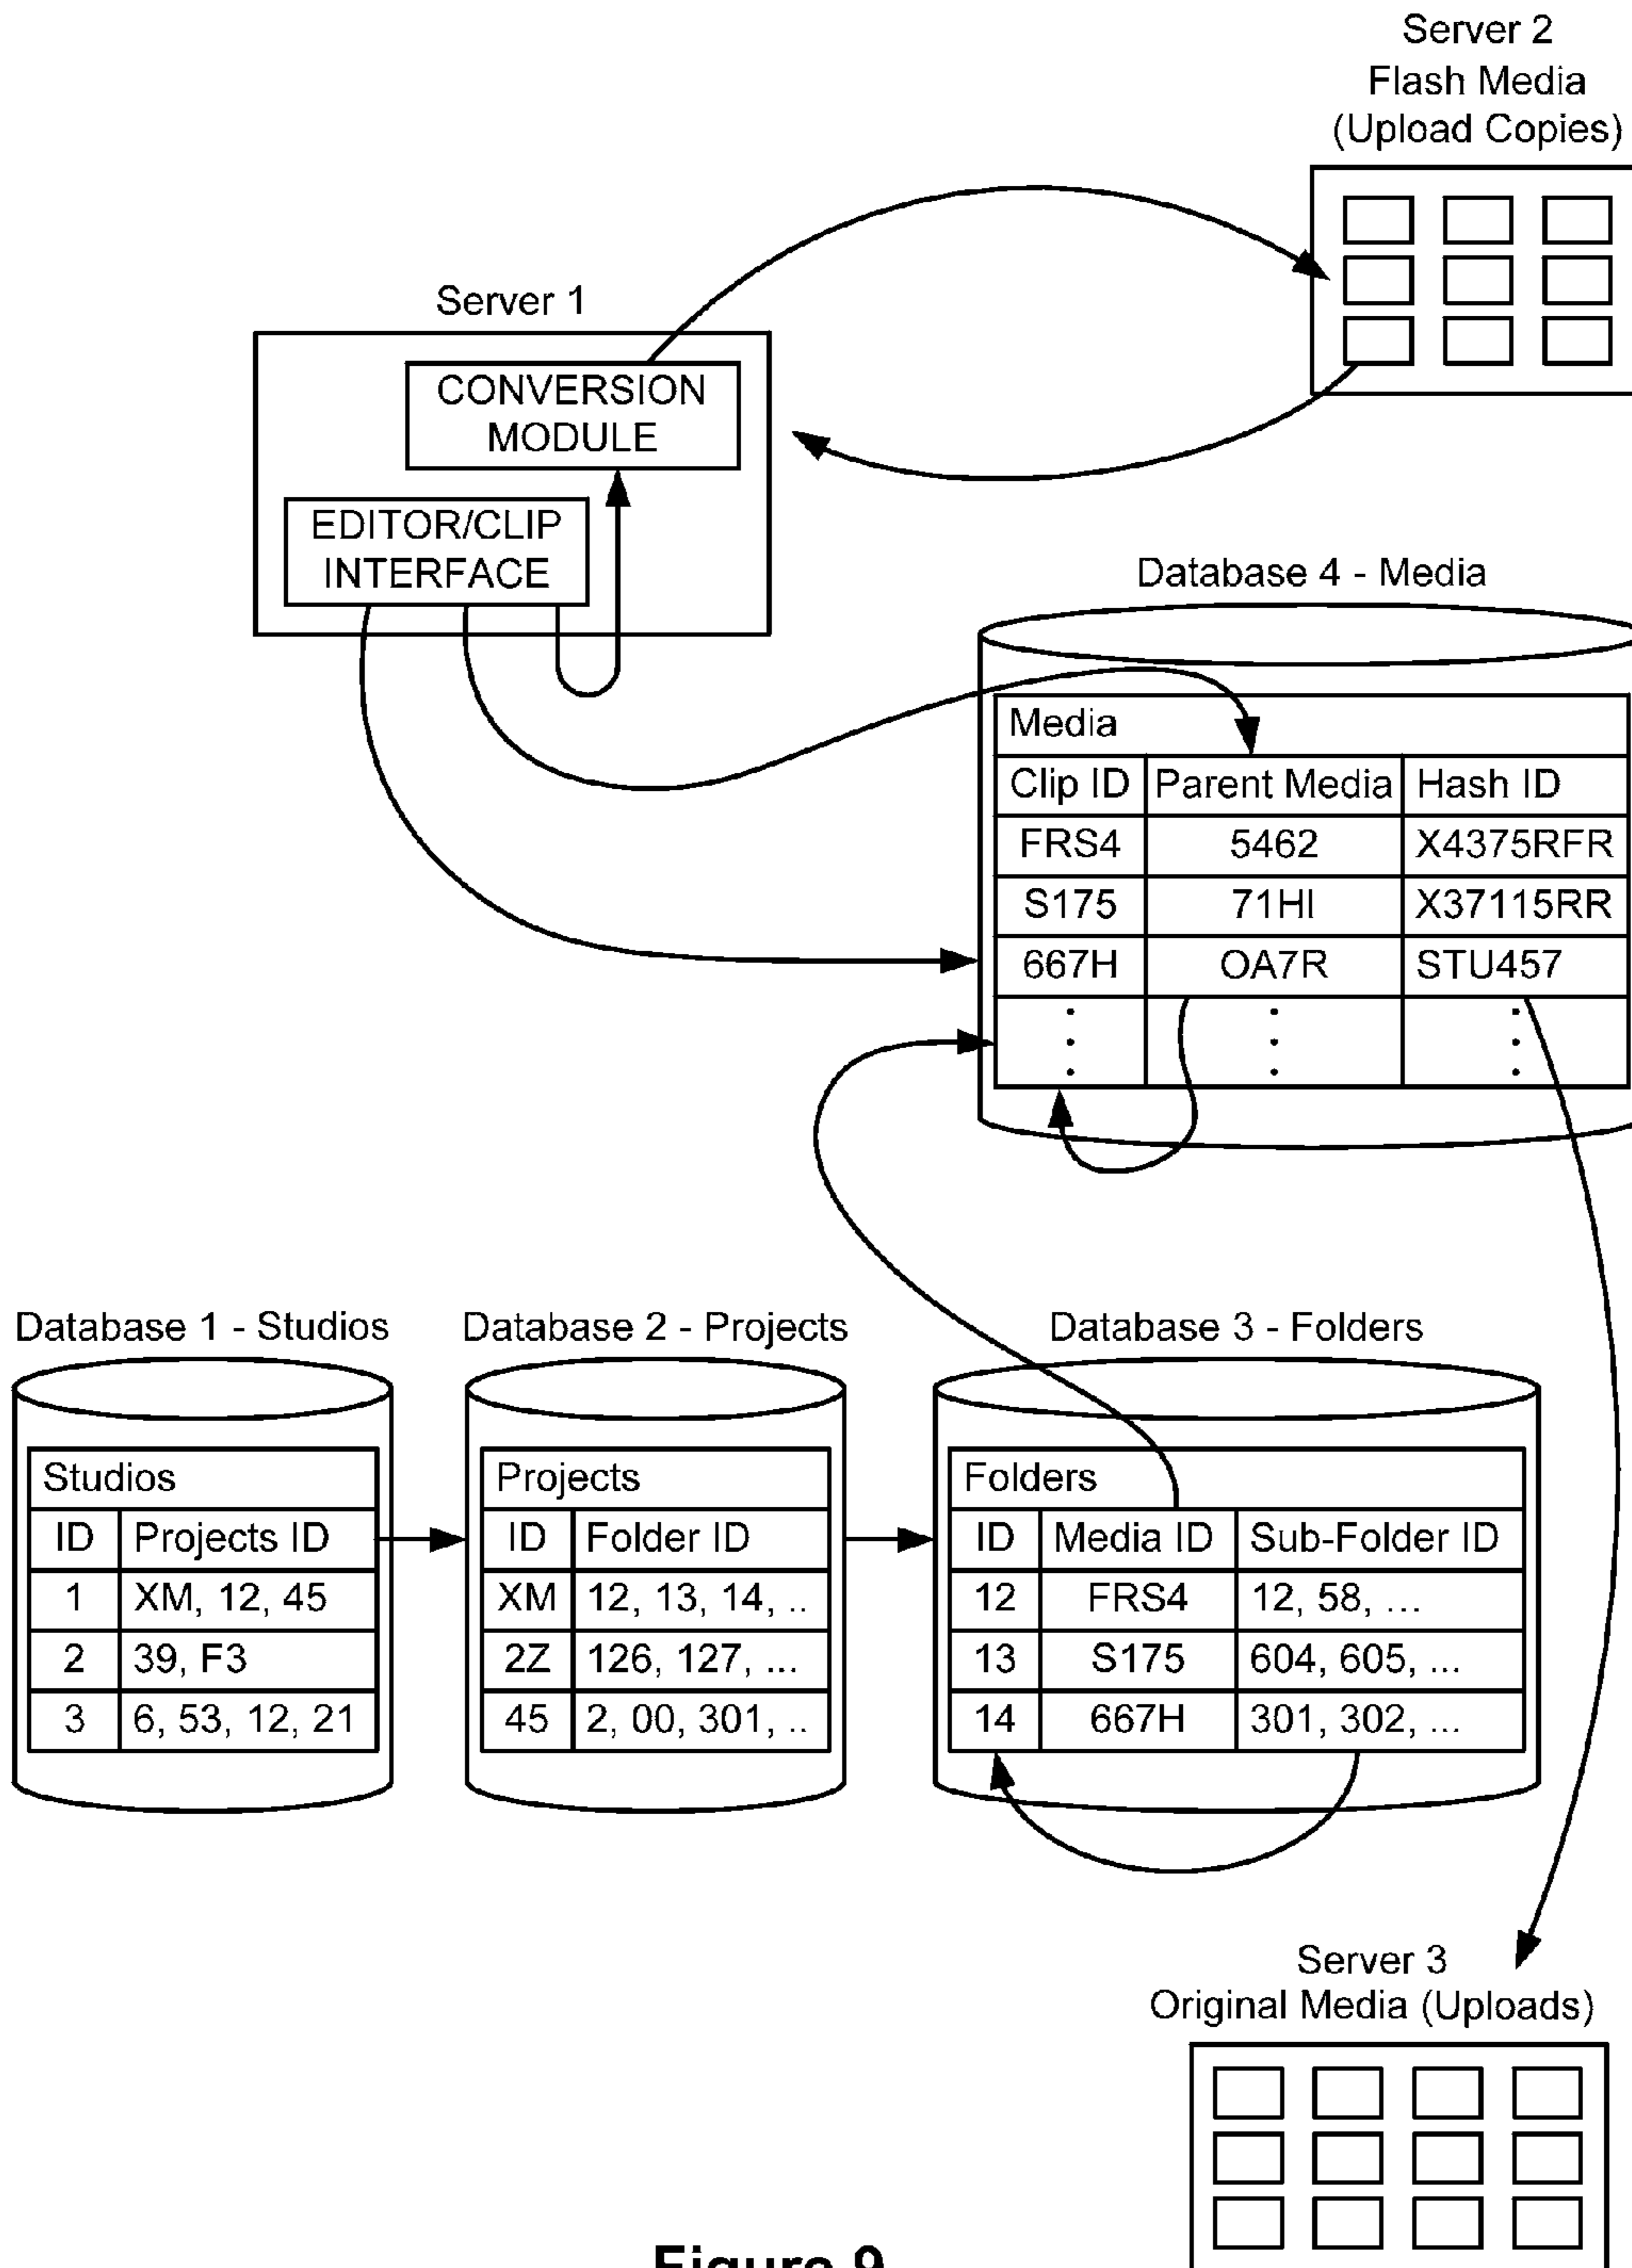 Server 2
Flash Media
(Upload Copies)
Server 1
CONVERSION
MODULE
EDITOR/CLIP
INTERFACE
Database 4 - Media
Media
Clip ID Parent Media Hash ID
FRS4 5462 X4375RFR
S175 71HI X37115RR
667H OA7R STU457
Database 1 - Studios
Studios
ID Projects ID
1 XM, 12, 45
2 39, F3
3 6, 53, 12, 21
Database 2 - Projects
Projects
ID Folder ID
XM 12, 13, 14, ..
2Z 126, 127, ...
45 2, 00, 301, ..
Database 3 - Folders
Folders
ID Media ID Sub-Folder ID
12 FRS4 12, 58, ...
13 S175 604, 605, ...
14 667H 301, 302, ...
Server 3
Original Media (Uploads)
Figure 9